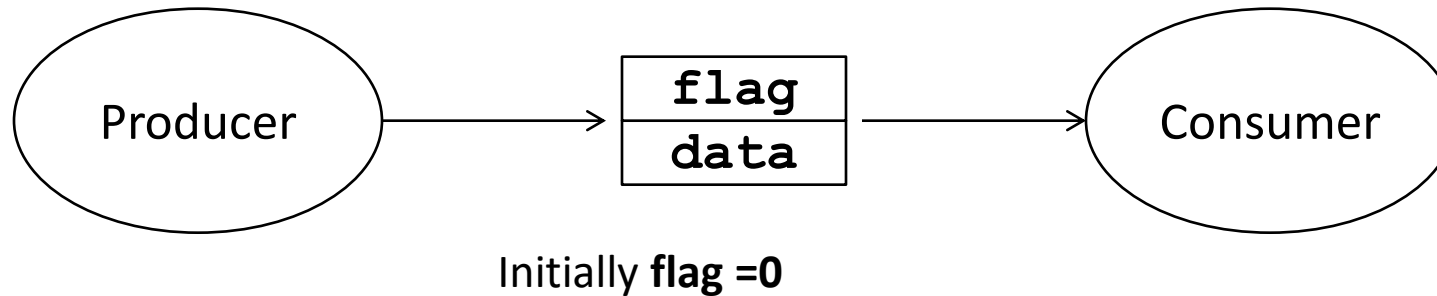 Producer
flag
data
Consumer
Initially flag =0